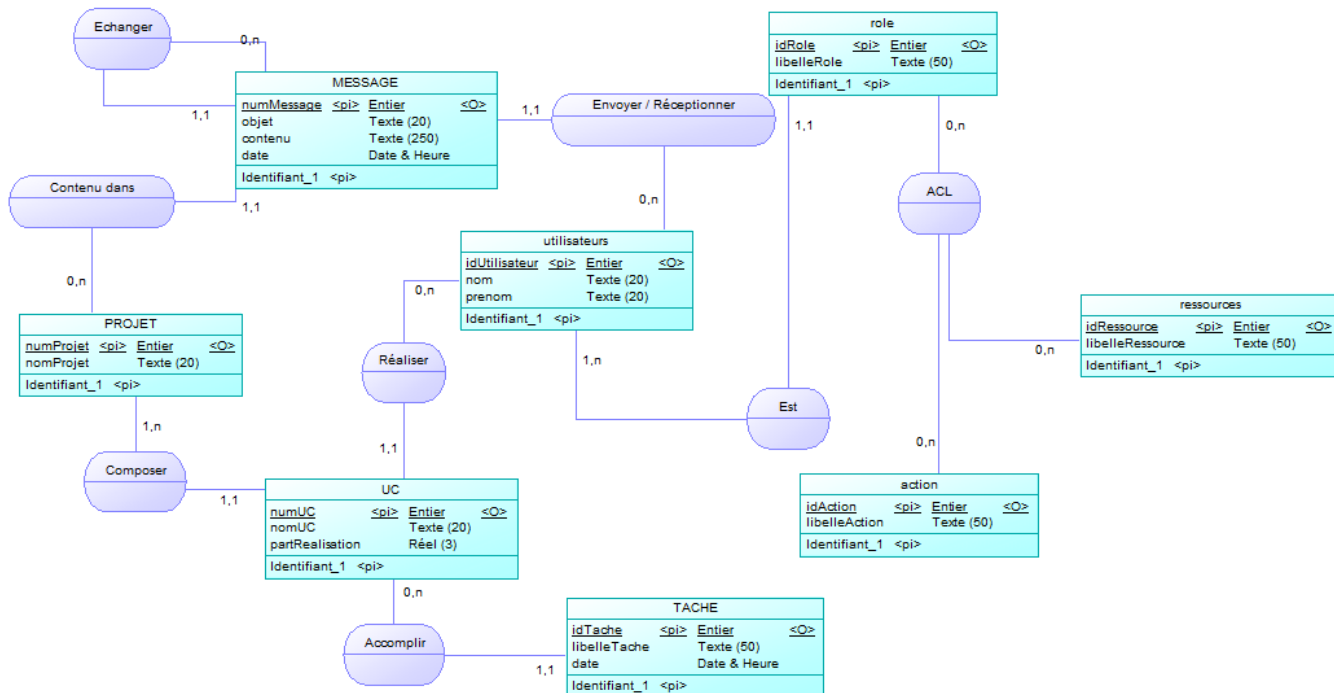 Echanger
0,n
1,1
MESSAGE
numMessage <pi> Entier <O>
objet Texte (20)
contenu Texte (250)
date Date & Heure
Identifiant_1 <pi>
1,1
Envoyer / Réceptionner
0,n
role
idRole <pi> Entier <O>
libelleRole Texte (50)
Identifiant_1 <pi>
1,1
0,n
Contenu dans
1,1
0,n
ACL
utilisateurs
idUtilisateur <pi> Entier <O>
nom Texte (20)
prenom Texte (20)
Identifiant_1 <pi>
0,n
1,n
PROJET
numProjet <pi> Entier <O>
nomProjet Texte (20)
Identifiant_1 <pi>
1,n
Réaliser
1,1
Est
0,n
ressources
idRessource <pi> Entier <O>
libelleRessource Texte (50)
Identifiant_1 <pi>
0,n
Composer
1,1
UC
numUC <pi> Entier <O>
nomUC Texte (20)
partRealisation Réel (3)
Identifiant_1 <pi>
0,n
action
idAction <pi> Entier <O>
libelleAction Texte (50)
Identifiant_1 <pi>
Accomplir
1,1
TACHE
idTache <pi> Entier <O>
libelleTache Texte (50)
date Date & Heure
Identifiant_1 <pi>